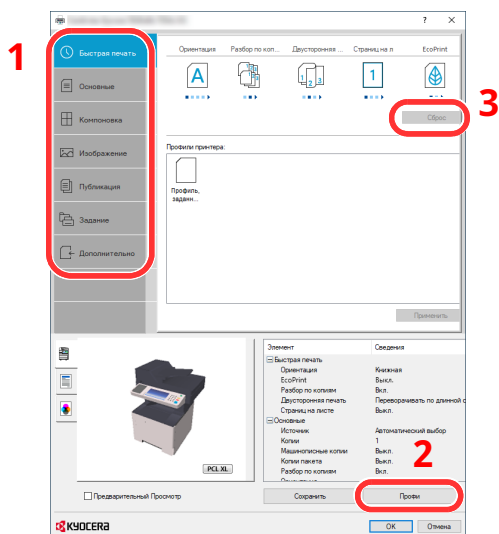 ? ×
1
Быстрая печать
Основные
Компоновка
Изображение
Публикация
Задание
Дополнительно
Ориентация Разбор по коп... Двусторонняя ... Страниц на л EcoPrint
A
1 2 3
1
3
Сброс
Профили принтера:
Профиль,
заданн...
Применить
Элемент Сведения
Быстрая печать
Ориентация Книжная
EcoPrint Выкл.
Разбор по копиям Вкл.
Двусторонняя печать Переворачивать по длинной с
Страниц на листе Выкл.
Основные
Источник Автоматический выбор
Копии 1
Машинописные копии Выкл.
Копии пакета Выкл.
Разбор по копиям Вкл.
2
PCL XL
Предварительный Просмотр
Сохранить
Профи
KYOCERA
OK
Отмена